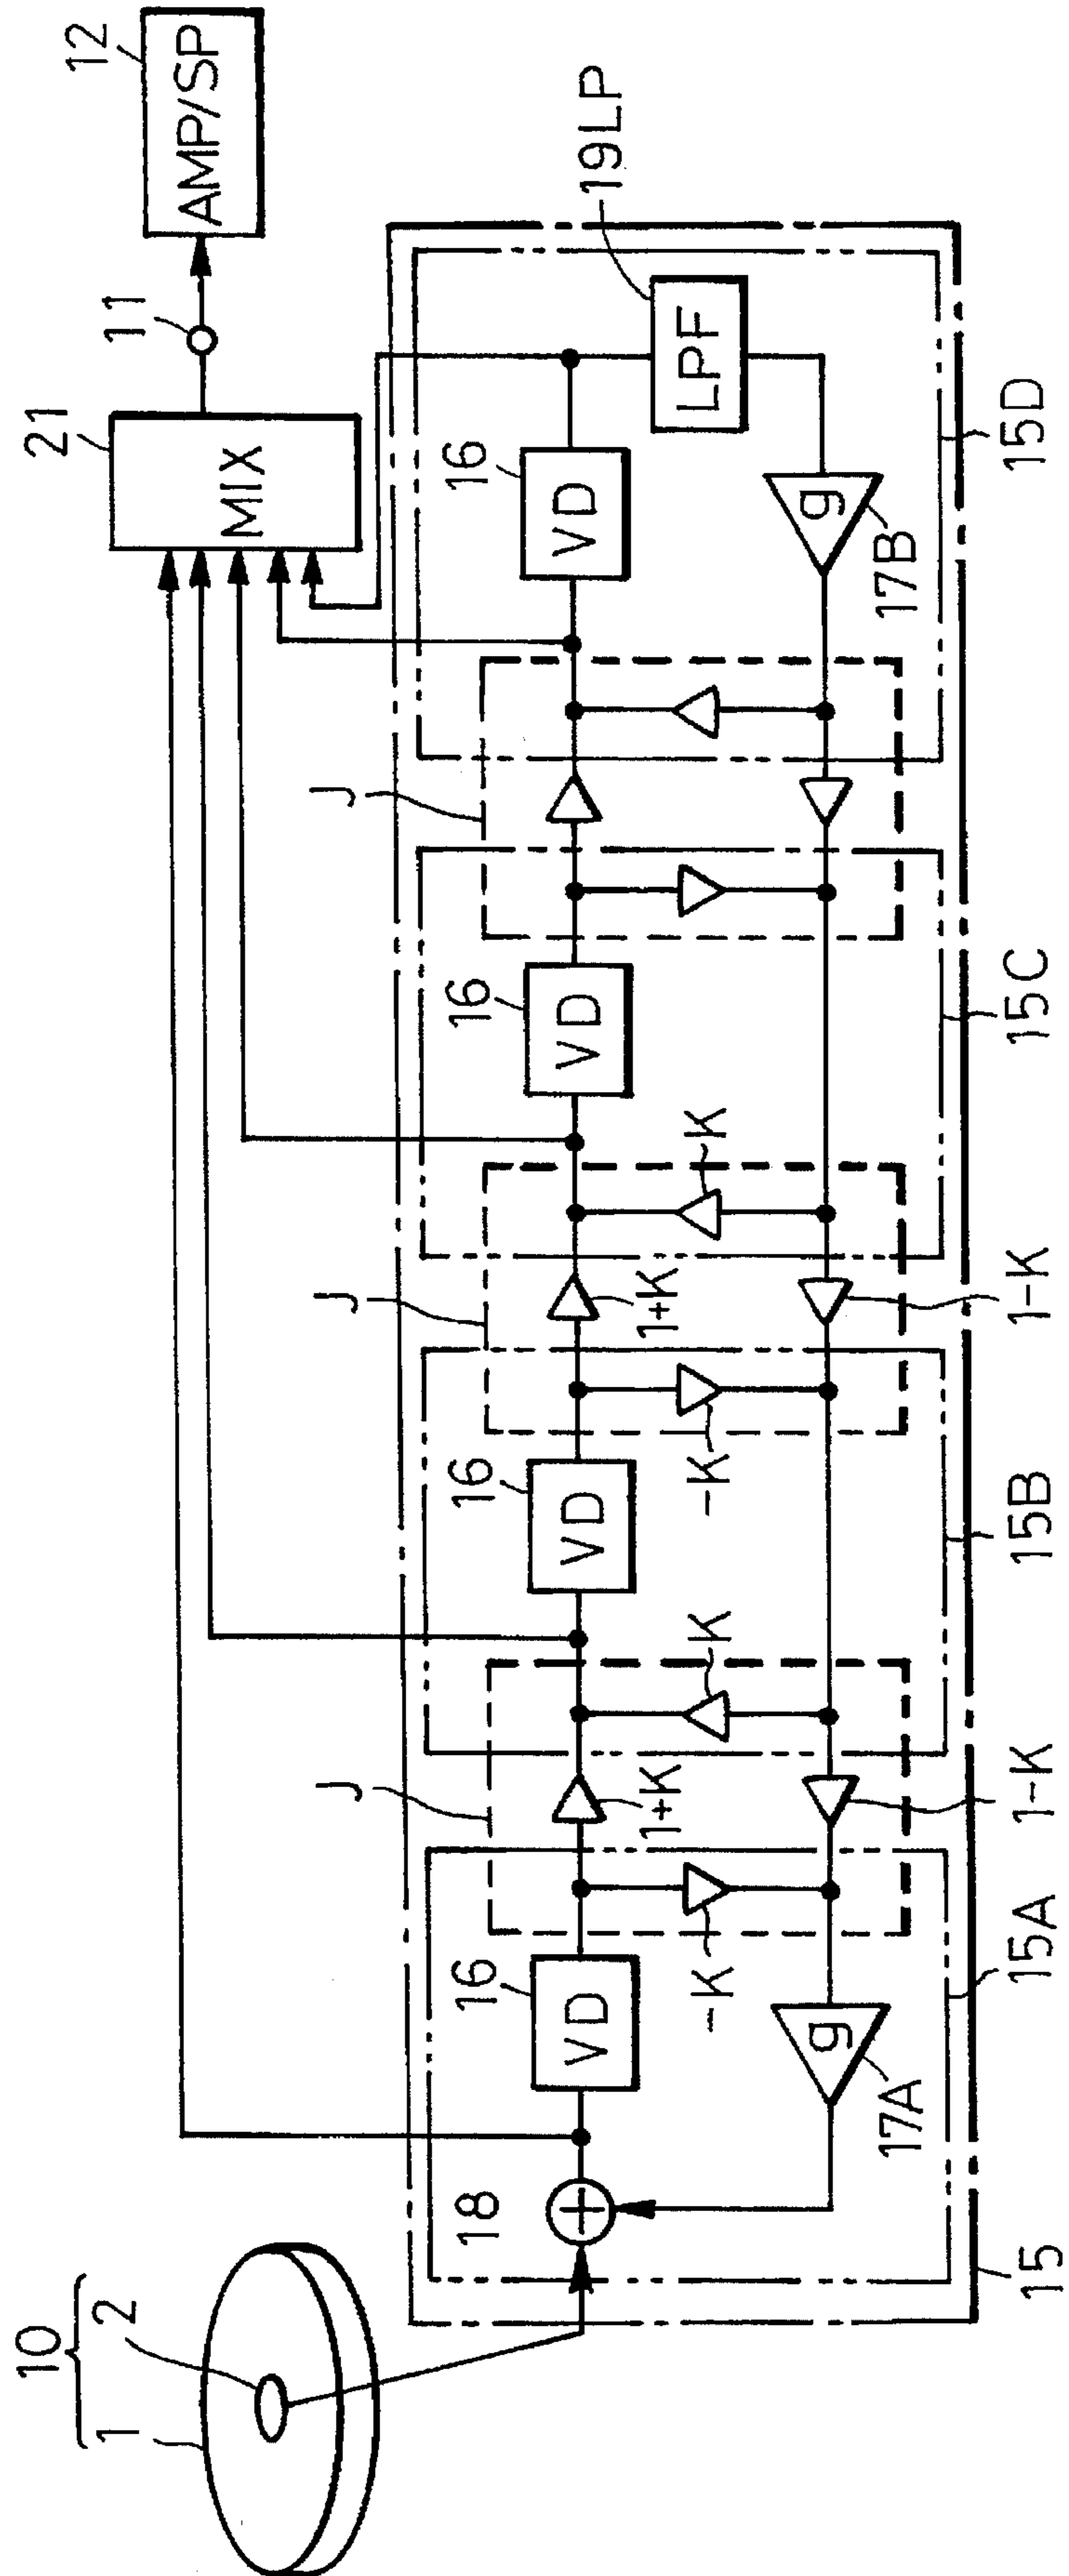 10
1 2
18
16
VD
J
1+K
-K
K
1-K
17A
g
15A
16
VD
J
1+K
-K
K
1-K
15B
16
VD
J
15C
16
VD
17B
g
LPF
19LP
15D
15
21
MIX
11
12
AMP/SP